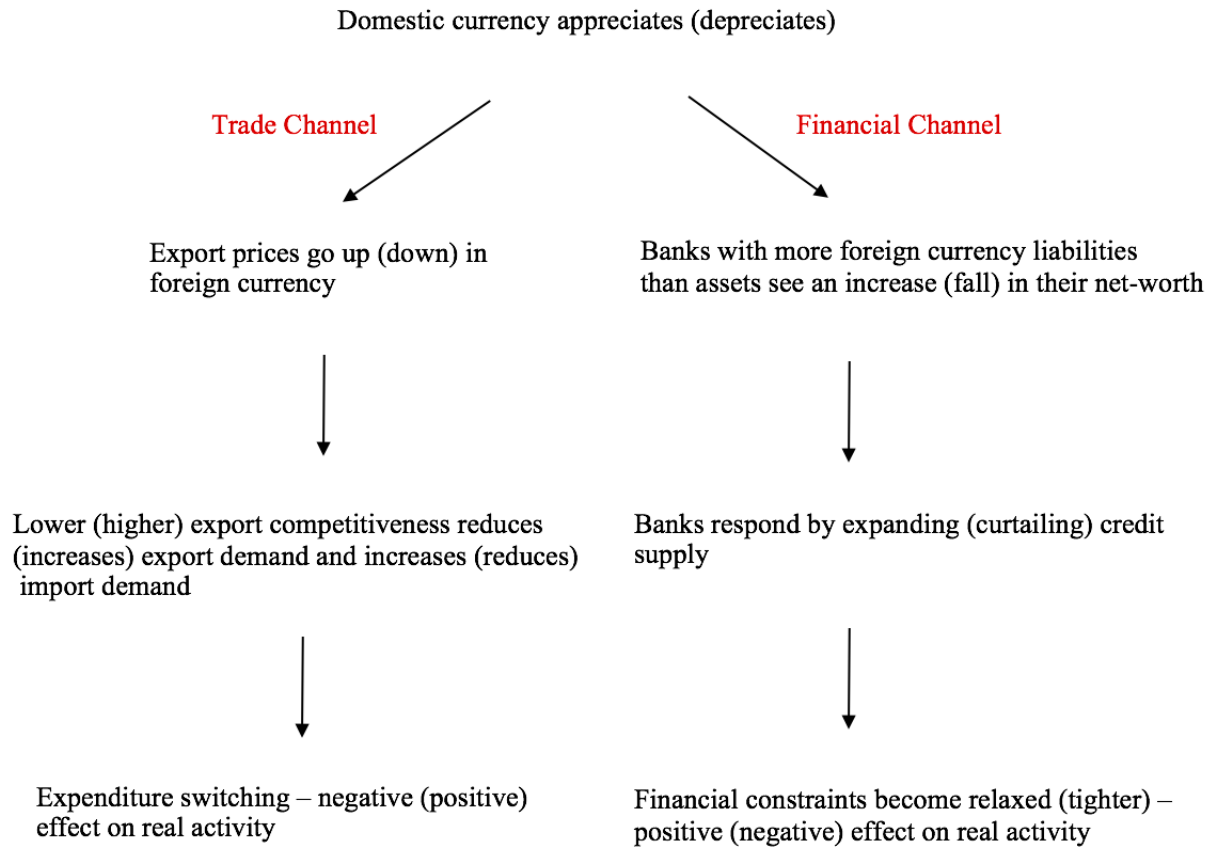 Domestic currency appreciates (depreciates)
Trade Channel
Financial Channel
Export prices go up (down) in
foreign currency
Banks with more foreign currency liabilities
than assets see an increase (fall) in their net-worth
Lower (higher) export competitiveness reduces
(increases) export demand and increases (reduces)
import demand
Banks respond by expanding (curtailing) credit
supply
Expenditure switching – negative (positive)
effect on real activity
Financial constraints become relaxed (tighter) –
positive (negative) effect on real activity